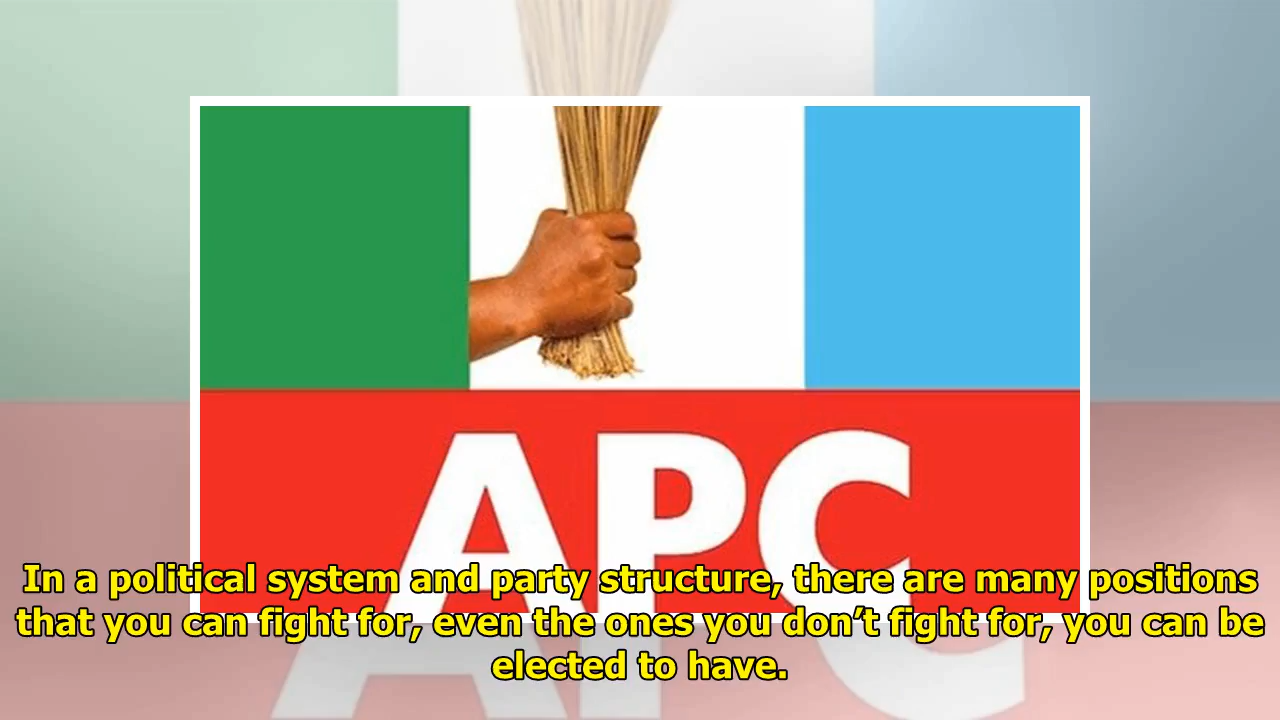 APC
In a political system and party structure, there are many positions
that you can fight for, even the ones you don’t fight for, you can be
elected to have.
APC